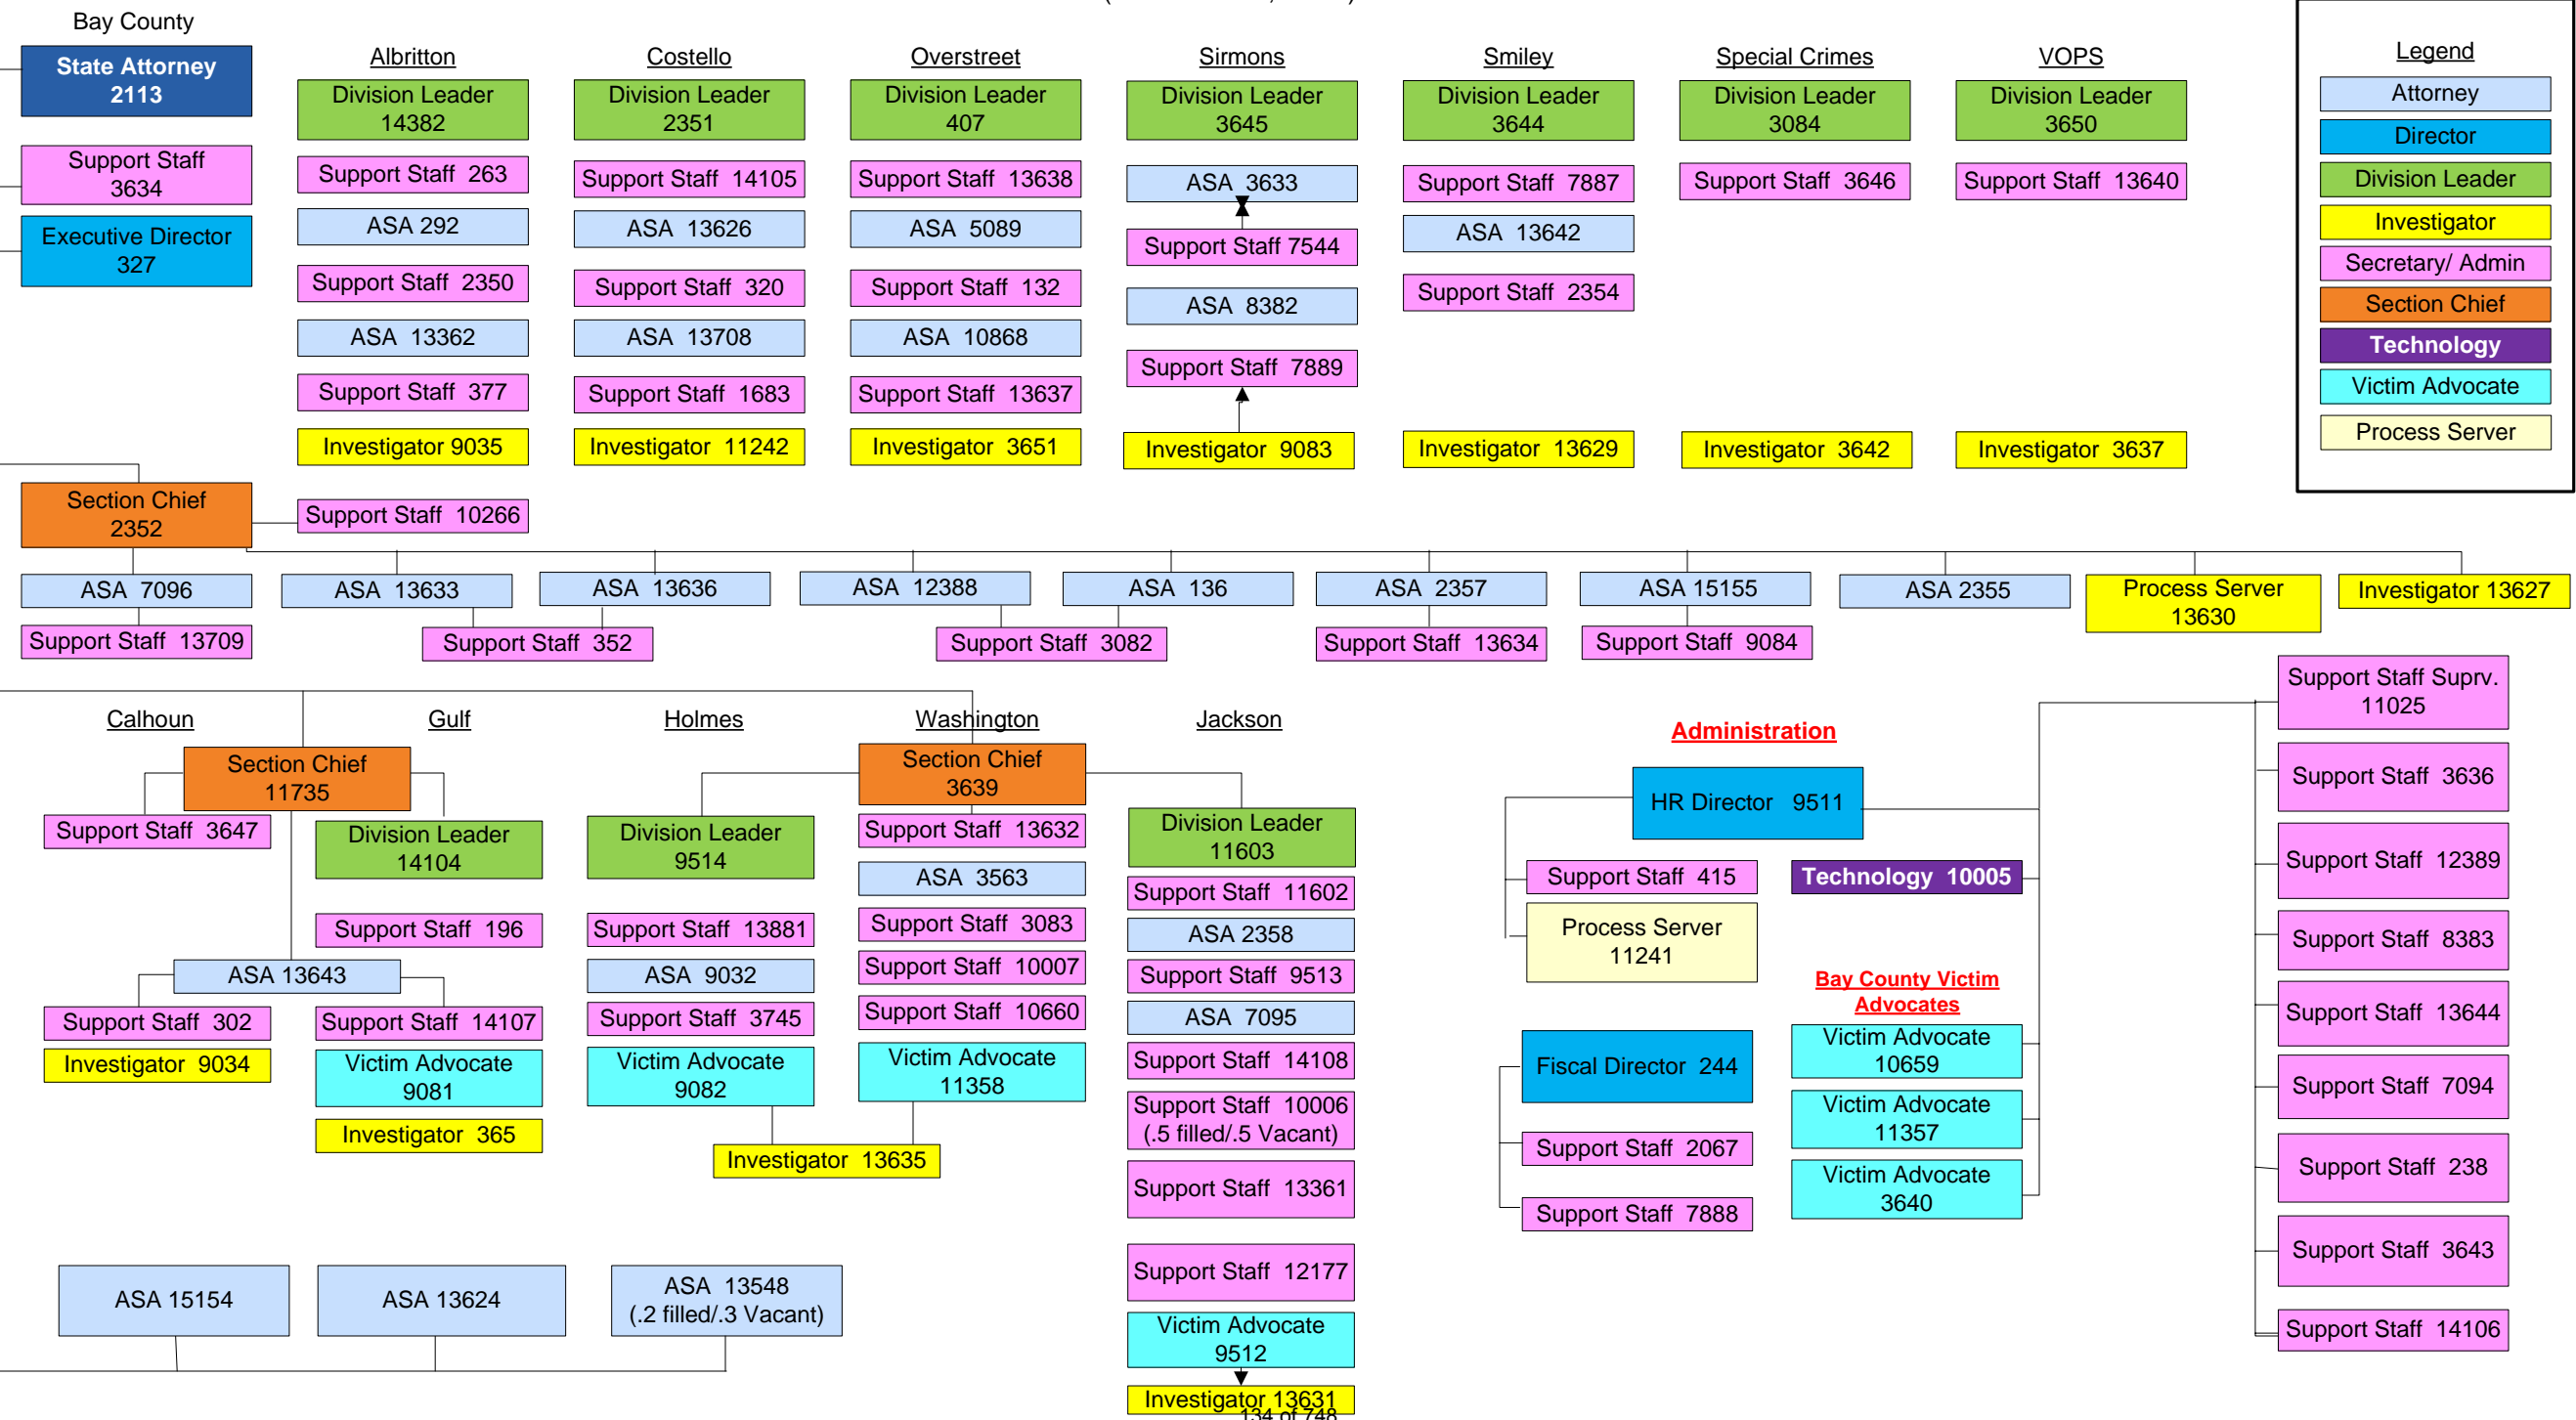 Bay County
State Attorney
2113
Support Staff
3634
Executive Director
327
Albritton
Division Leader
14382
Support Staff 263
ASA 292
Support Staff 2350
ASA 13362
Support Staff 377
Investigator 9035
Costello
Division Leader
2351
Support Staff 14105
ASA 13626
Support Staff 320
ASA 13708
Support Staff 1683
Investigator 11242
Overstreet
Division Leader
407
Support Staff 13638
ASA 5089
Support Staff 132
ASA 10868
Support Staff 13637
Investigator 3651
Sirmons
Division Leader
3645
ASA 3633
Support Staff 7544
ASA 8382
Support Staff 7889
Investigator 9083
Smiley
Division Leader
3644
Support Staff 7887
ASA 13642
Support Staff 2354
Investigator 13629
Special Crimes
Division Leader
3084
Support Staff 3646
Investigator 3642
VOPS
Division Leader
3650
Support Staff 13640
Investigator 3637
Legend
Attorney
Director
Division Leader
Investigator
Secretary/ Admin
Section Chief
Technology
Victim Advocate
Process Server
Section Chief
2352
Support Staff 10266
ASA 7096
Support Staff 13709
ASA 13633
ASA 13636
Support Staff 352
ASA 12388
ASA 136
Support Staff 3082
ASA 2357
Support Staff 13634
ASA 15155
Support Staff 9084
ASA 2355
Process Server
13630
Investigator 13627
Calhoun
Gulf
Section Chief
11735
Support Staff 3647
Division Leader
14104
Support Staff 196
ASA 13643
Support Staff 302
Investigator 9034
Support Staff 14107
Victim Advocate
9081
Investigator 365
Holmes
Division Leader
9514
Support Staff 13881
ASA 9032
Support Staff 3745
Victim Advocate
9082
Washington
Section Chief
3639
Support Staff 13632
ASA 3563
Support Staff 3083
Support Staff 10007
Support Staff 10660
Victim Advocate
11358
Investigator 13635
Jackson
Division Leader
11603
Support Staff 11602
ASA 2358
Support Staff 9513
ASA 7095
Support Staff 14108
Support Staff 10006
(.5 filled/.5 Vacant)
Support Staff 13361
Support Staff 12177
Victim Advocate
9512
Investigator 13631
Administration
HR Director 9511
Support Staff 415
Process Server
11241
Technology 10005
Bay County Victim
Advocates
Victim Advocate
10659
Victim Advocate
11357
Victim Advocate
3640
Fiscal Director 244
Support Staff 2067
Support Staff 7888
Support Staff Suprv.
11025
Support Staff 3636
Support Staff 12389
Support Staff 8383
Support Staff 13644
Support Staff 7094
Support Staff 238
Support Staff 3643
Support Staff 14106
ASA 15154
ASA 13624
ASA 13548
(.2 filled/.3 Vacant)
134 of 748